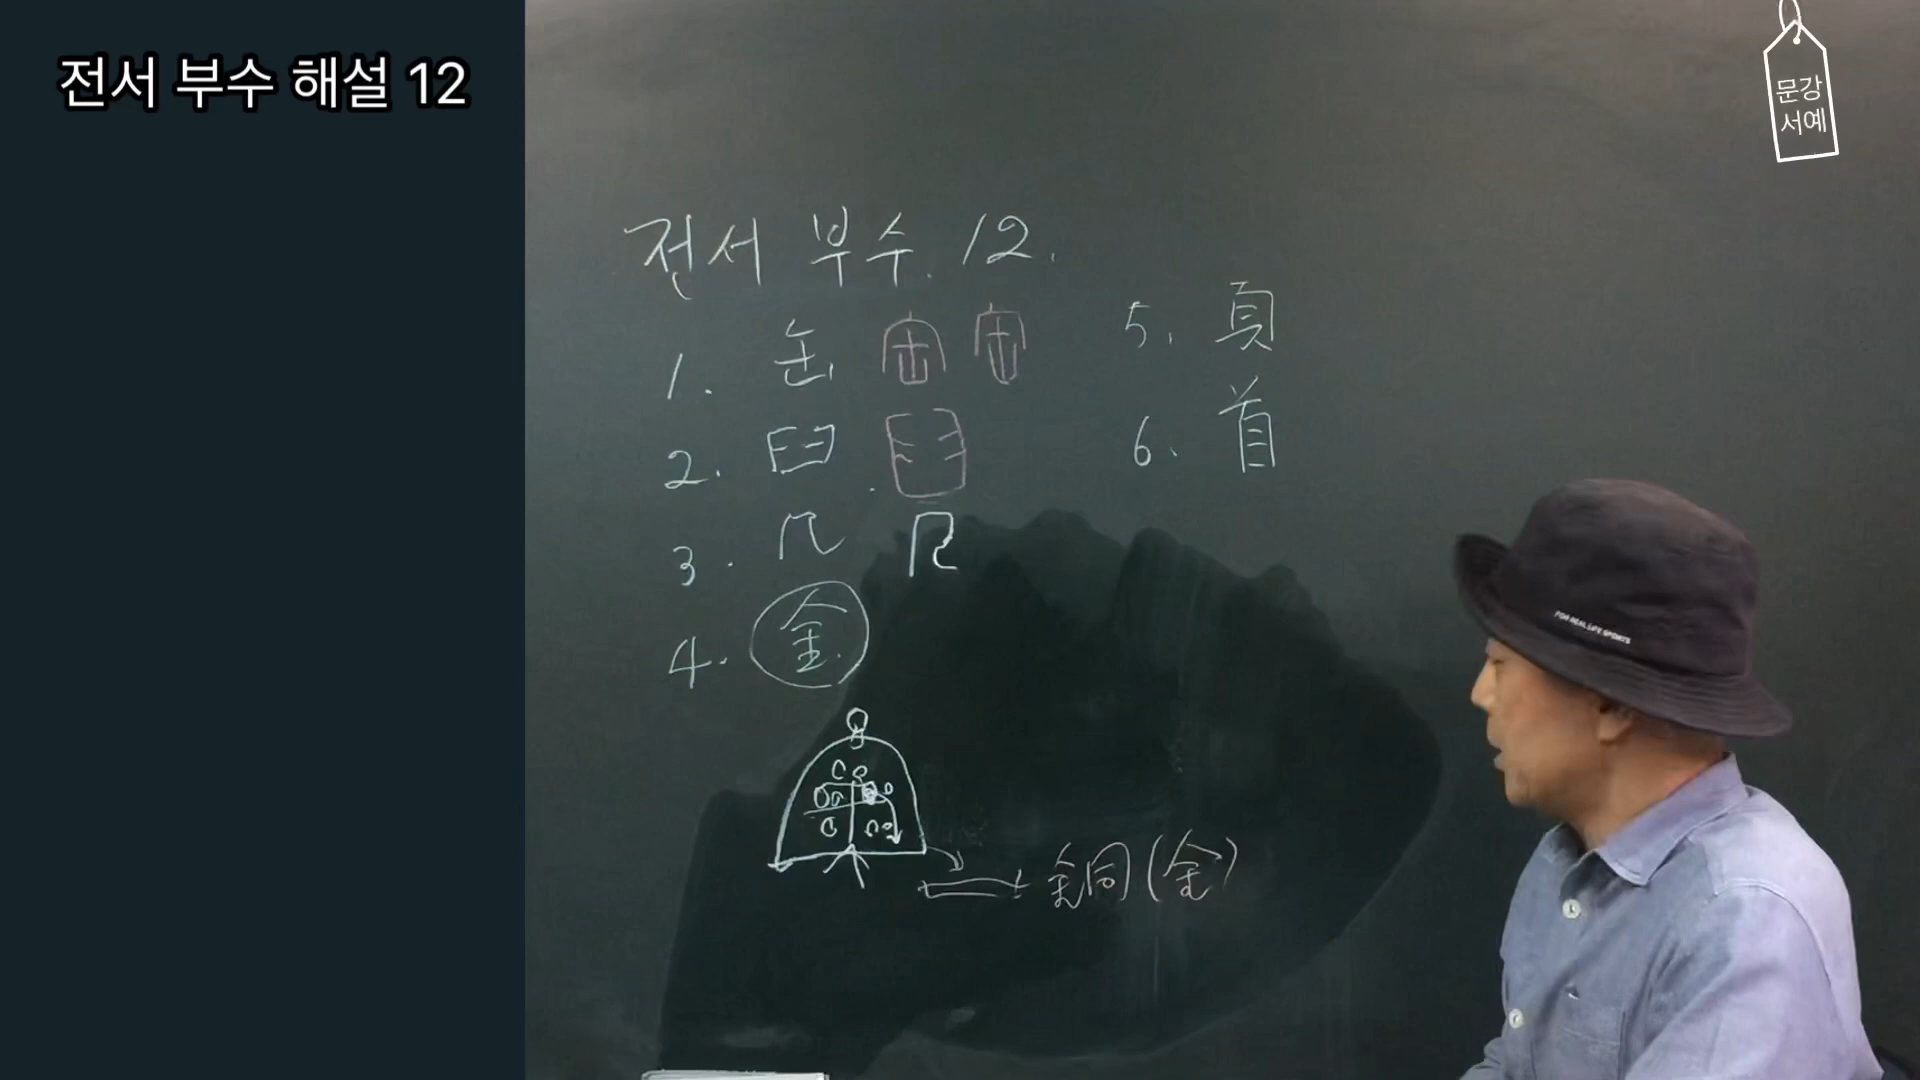 전서 부수 해설 12
문강
서예
전서 부수. 12.
1. 缶
2. 臼
3. 几
4. 金
5. 頁
6. 首
銅(金)
FOR REAL LIFE SPORTS